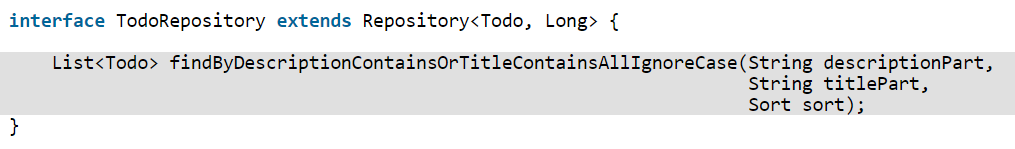 interface TodoRepository extends Repository<Todo, Long> {
List<Todo> findByDescriptionContainsOrTitleContainsAllIgnoreCase(String descriptionPart,
String titlePart,
Sort sort);
}